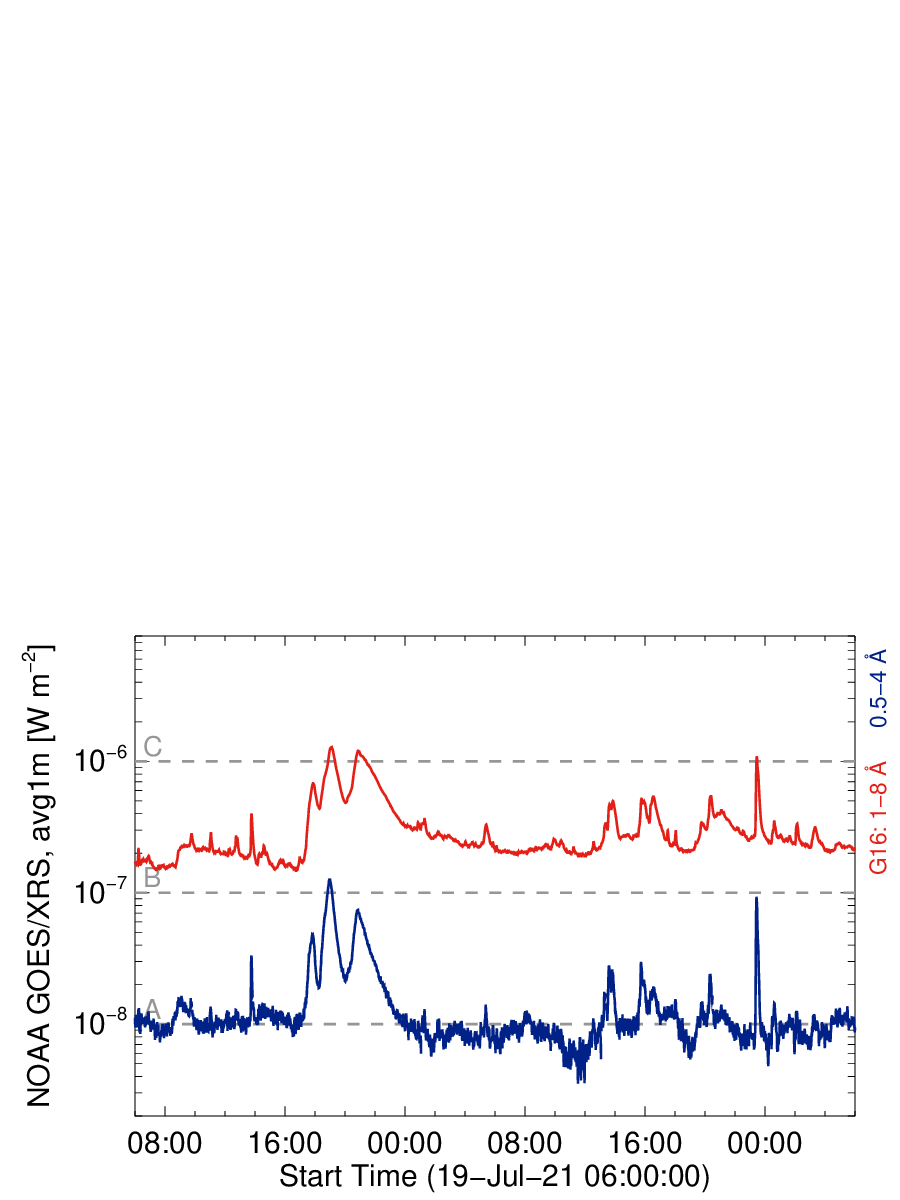 NOAA GOES/XRS, avg1m [W m⁻²]
10⁻⁶
10⁻⁷
10⁻⁸
C
B
A
08:00 16:00 00:00 08:00 16:00 00:00
Start Time (19−Jul−21 06:00:00)
G16: 1−8 Å
0.5−4 Å